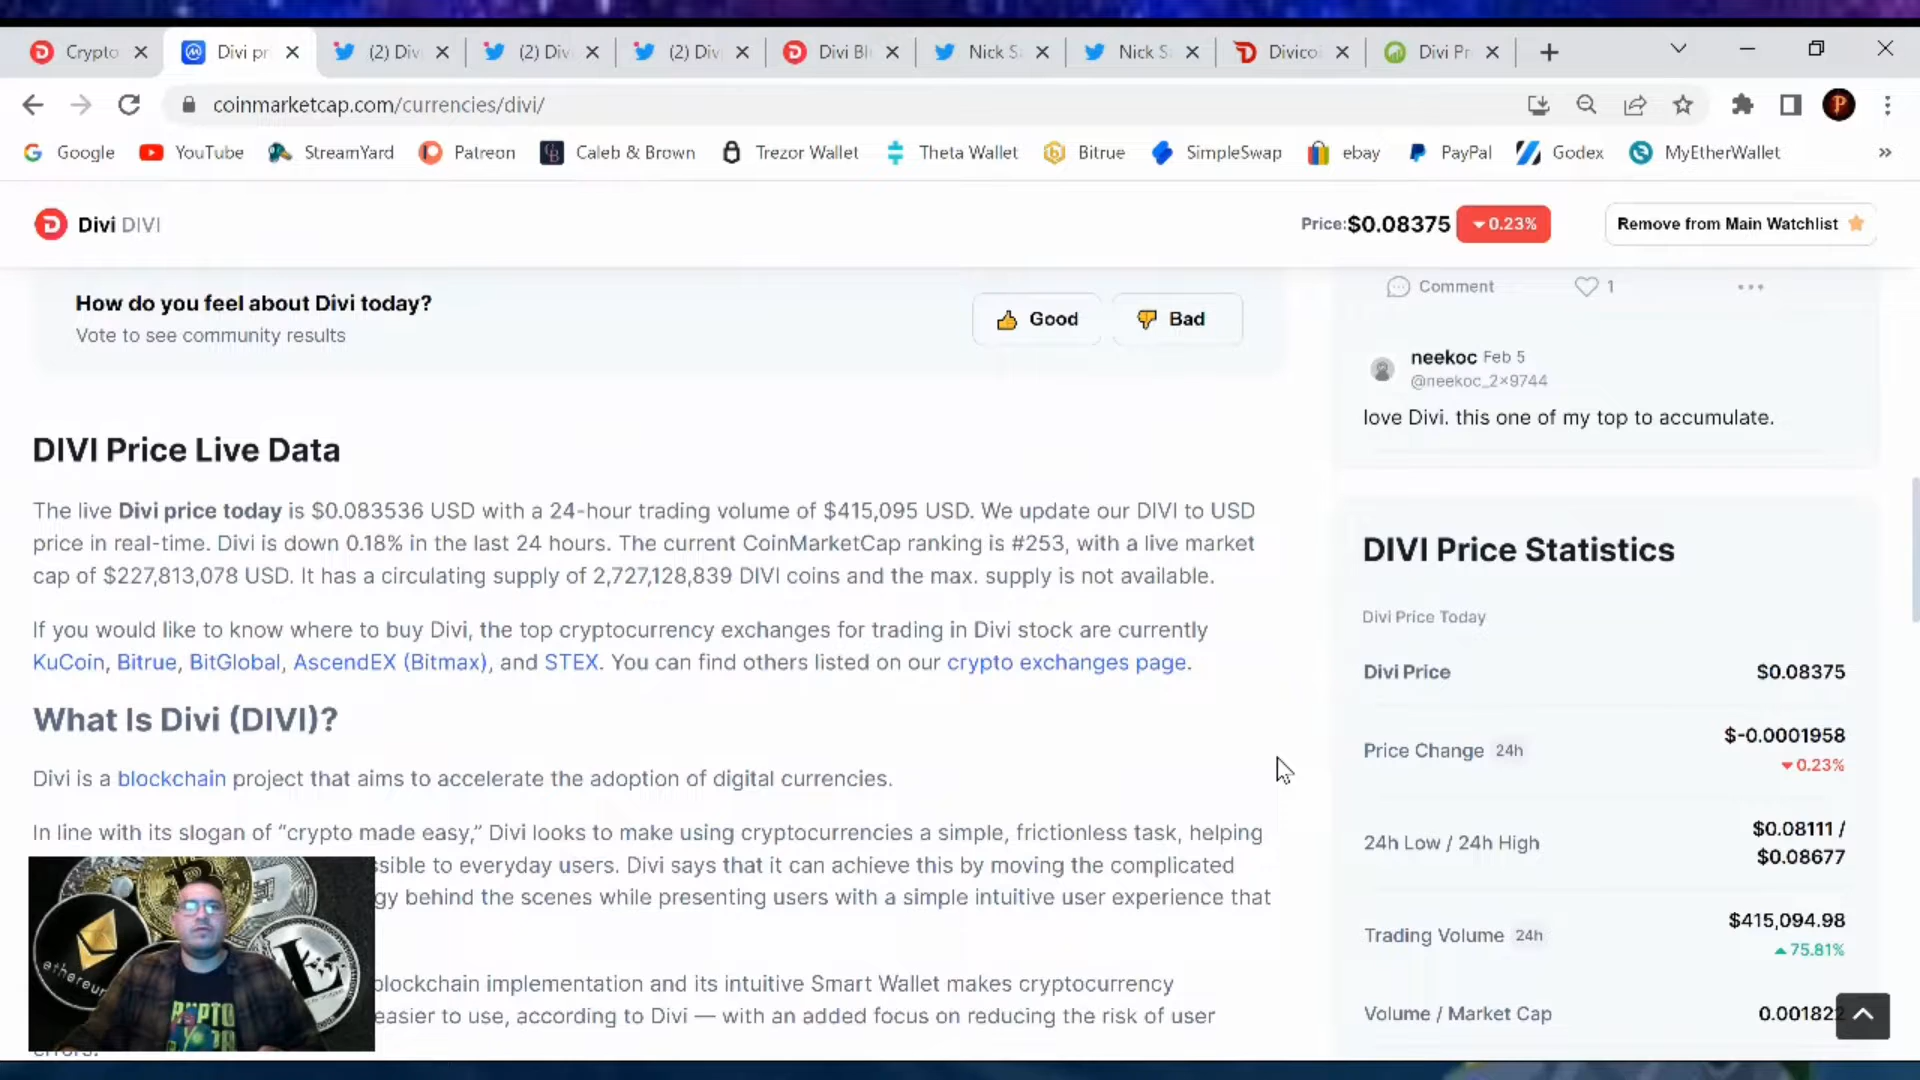 Crypto
Divi pr
(2) Div
(2) Div
(2) Div
Divi Bl
Nick S
Nick S
Divicoi
Divi Pr
coinmarketcap.com/currencies/divi/
Google
YouTube
StreamYard
Patreon
Caleb & Brown
Trezor Wallet
Theta Wallet
Bitrue
SimpleSwap
ebay
PayPal
Godex
MyEtherWallet
Divi DIVI
Price:$0.08375
0.23%
Remove from Main Watchlist
How do you feel about Divi today?
Vote to see community results
Good
Bad
Comment
1
neekoc Feb 5
@neekoc_2x9744
love Divi. this one of my top to accumulate.
DIVI Price Live Data
The live Divi price today is $0.083536 USD with a 24-hour trading volume of $415,095 USD. We update our DIVI to USD
price in real-time. Divi is down 0.18% in the last 24 hours. The current CoinMarketCap ranking is #253, with a live market
cap of $227,813,078 USD. It has a circulating supply of 2,727,128,839 DIVI coins and the max. supply is not available.
If you would like to know where to buy Divi, the top cryptocurrency exchanges for trading in Divi stock are currently
KuCoin, Bitrue, BitGlobal, AscendEX (Bitmax), and STEX. You can find others listed on our crypto exchanges page.
What Is Divi (DIVI)?
Divi is a blockchain project that aims to accelerate the adoption of digital currencies.
In line with its slogan of “crypto made easy,” Divi looks to make using cryptocurrencies a simple, frictionless task, helping
sible to everyday users. Divi says that it can achieve this by moving the complicated
gy behind the scenes while presenting users with a simple intuitive user experience that
blockchain implementation and its intuitive Smart Wallet makes cryptocurrency
easier to use, according to Divi — with an added focus on reducing the risk of user
DIVI Price Statistics
Divi Price Today
Divi Price
$0.08375
Price Change 24h
$-0.0001958
0.23%
24h Low / 24h High
$0.08111 /
$0.08677
Trading Volume 24h
$415,094.98
75.81%
Volume / Market Cap
0.001822
ethereum